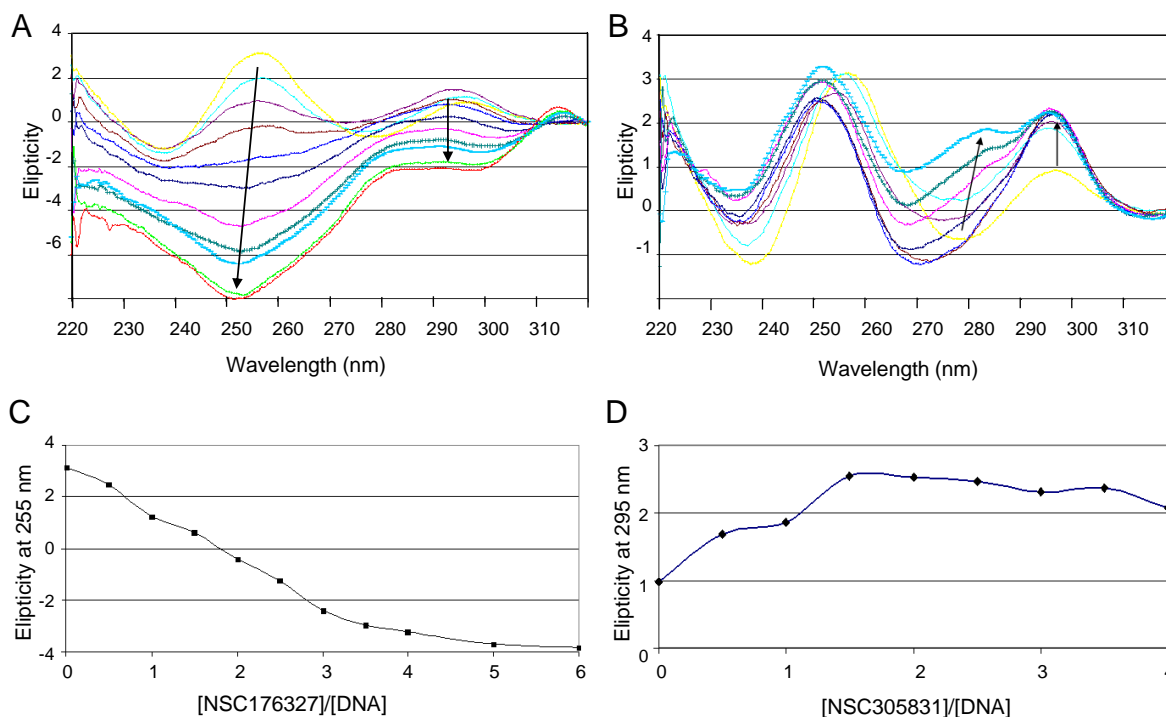 A
B
4
2
0
-2
-4
-6
Elipticity
220 230 240 250 260 270 280 290 300 310
Wavelength (nm)
4
3
2
1
0
-1
Elipticity
220 230 240 250 260 270 280 290 300 310
Wavelength (nm)
C
D
4
2
0
-2
-4
Elipticity at 255 nm
0 1 2 3 4 5 6
[NSC176327]/[DNA]
3
2
1
0
Elipticity at 295 nm
0 1 2 3 4
[NSC305831]/[DNA]